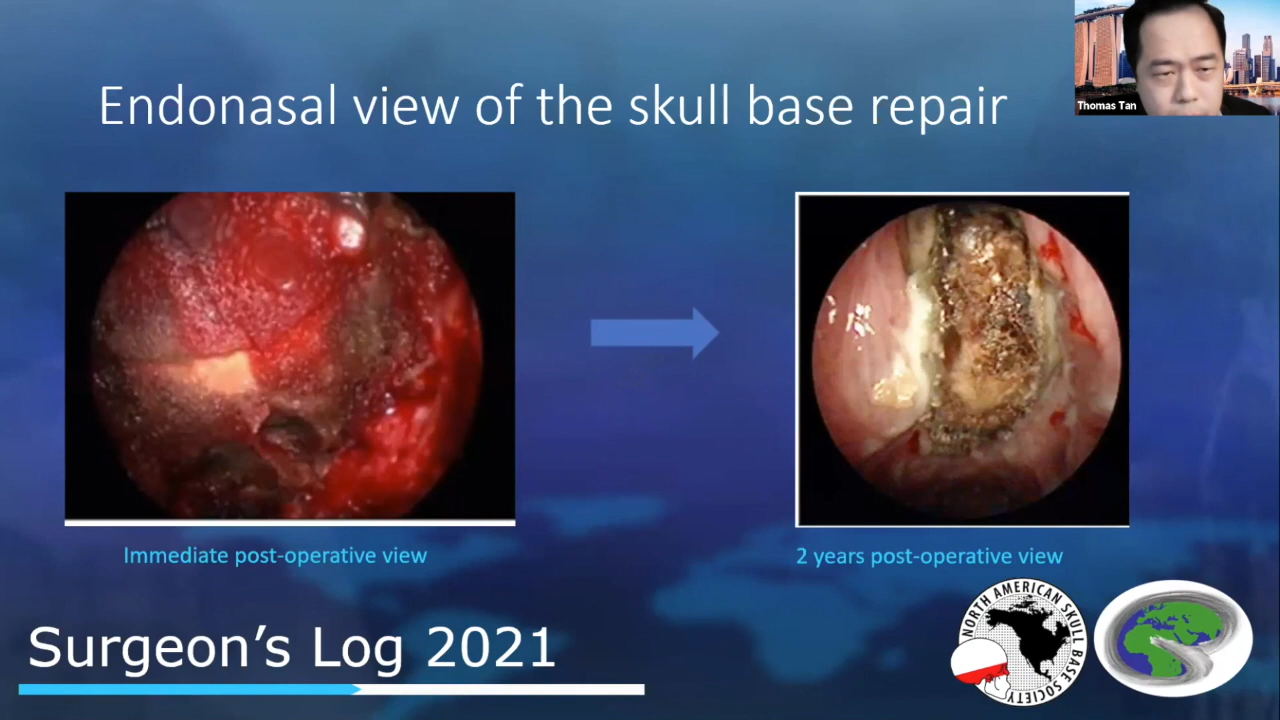 Endonasal view of the skull base repair
Thomas Tan
Immediate post-operative view
2 years post-operative view
Surgeon's Log 2021
NORTH AMERICAN SKULL BASE SOCIETY